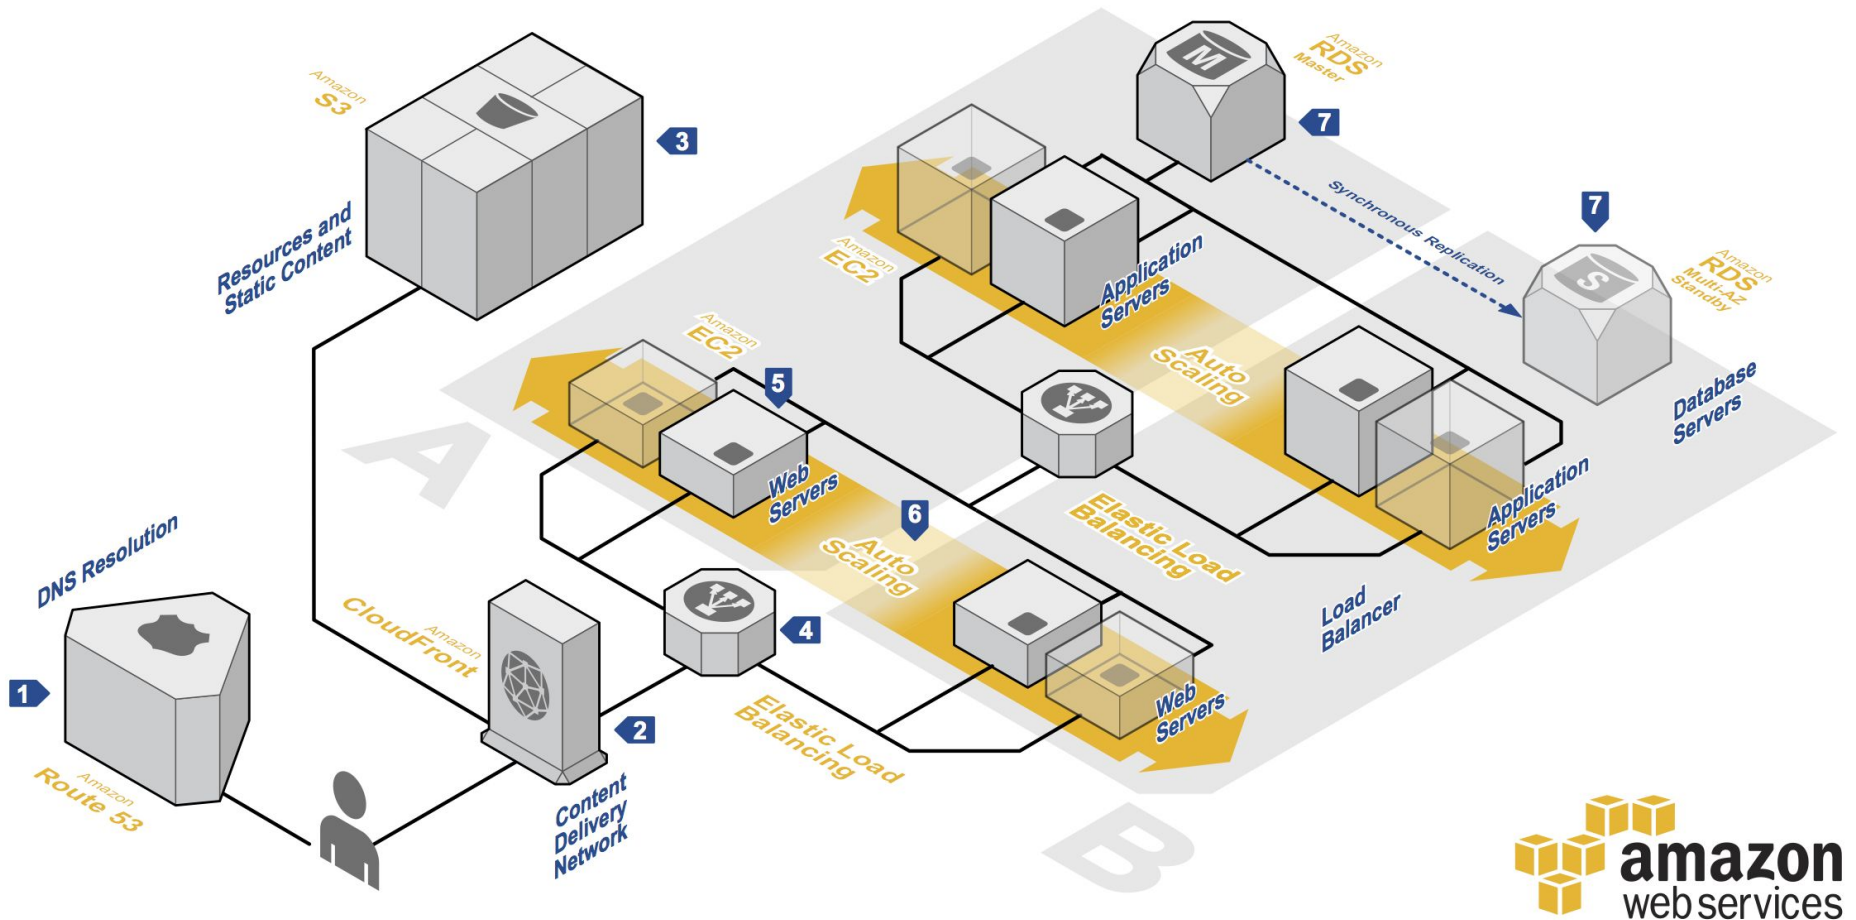 Amazon
S3
3
Resources and
Static Content
Amazon
RDS
Master
M
7
Synchronous Replication
7
S
Amazon
RDS
Multi-AZ
Standby
Database
Servers
Amazon
EC2
Application
Servers
Auto
Scaling
Application
Servers
Amazon
EC2
5
Web
Servers
A
6
Auto
Scaling
Elastic Load
Balancing
Load
Balancer
DNS Resolution
1
Amazon
Route 53
Amazon
CloudFront
2
Content
Delivery
Network
4
Elastic Load
Balancing
Web
Servers
B
amazon
web services